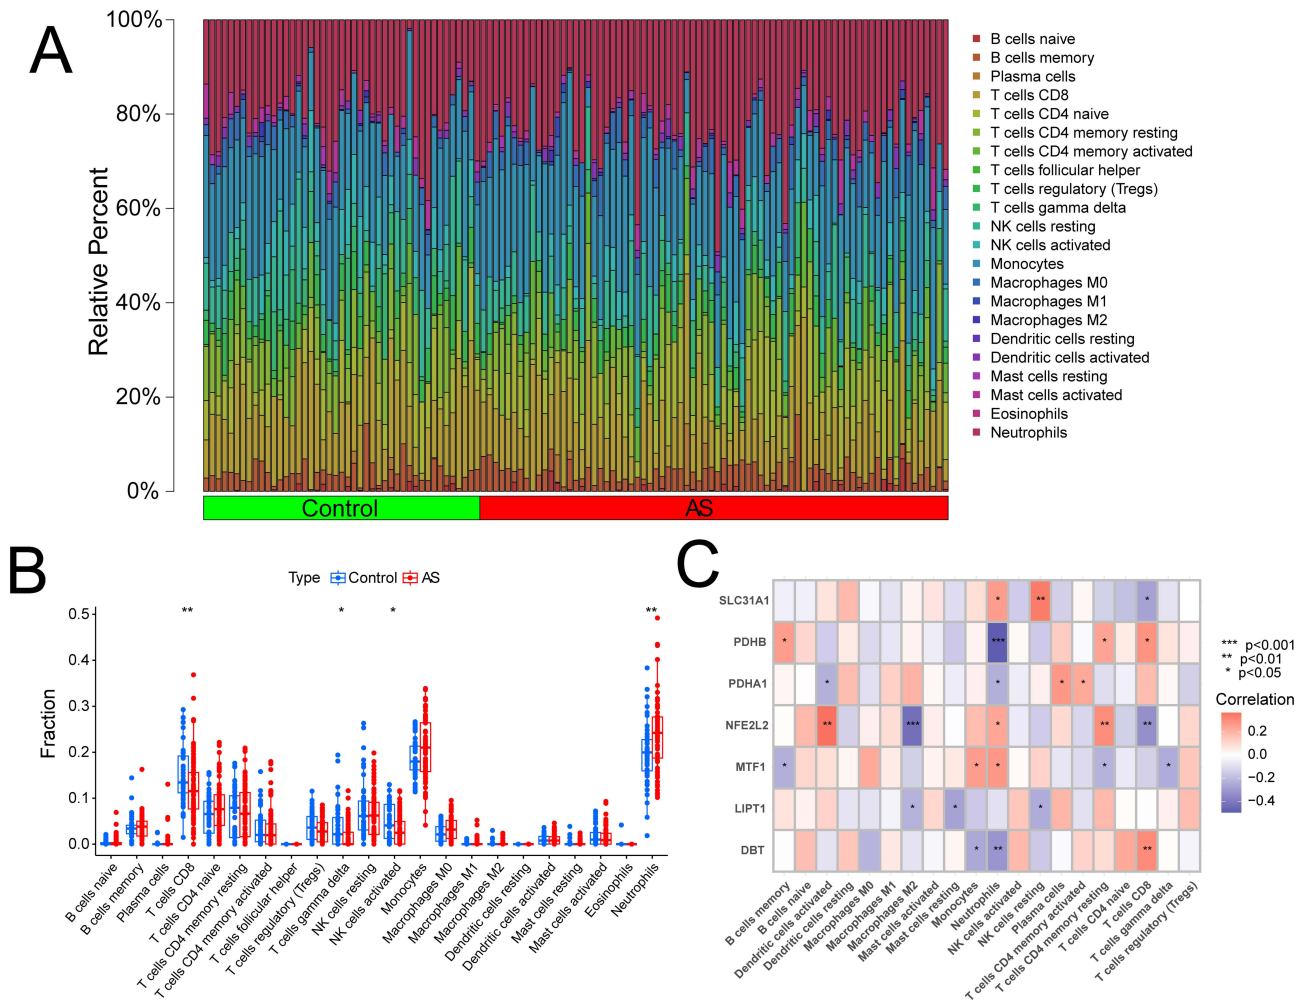 A
100%
80%
60%
40%
20%
0%
Relative Percent
Control
AS
B cells naive
B cells memory
Plasma cells
T cells CD8
T cells CD4 naive
T cells CD4 memory resting
T cells CD4 memory activated
T cells follicular helper
T cells regulatory (Tregs)
T cells gamma delta
NK cells resting
NK cells activated
Monocytes
Macrophages M0
Macrophages M1
Macrophages M2
Dendritic cells resting
Dendritic cells activated
Mast cells resting
Mast cells activated
Eosinophils
Neutrophils
B
Type Control AS
** * * **
0.5
0.4
0.3
0.2
0.1
0.0
Fraction
B cells naive
B cells memory
Plasma cells
T cells CD8
T cells CD4 naive
T cells CD4 memory resting
T cells CD4 memory activated
T cells follicular helper
T cells regulatory (Tregs)
T cells gamma delta
NK cells resting
NK cells activated
Monocytes
Macrophages M0
Macrophages M1
Macrophages M2
Dendritic cells resting
Dendritic cells activated
Mast cells resting
Mast cells activated
Eosinophils
Neutrophils
C
SLC31A1 * ** *
PDHB * *** * *
PDHA1 * * * *
NFE2L2 ** *** * ** **
MTF1 * * * * *
LIPT1 * * *
DBT * ** **
B cells memory
B cells naive
Dendritic cells activated
Dendritic cells resting
Macrophages M0
Macrophages M1
Macrophages M2
Mast cells activated
Mast cells resting
Monocytes
Neutrophils
NK cells activated
NK cells resting
Plasma cells
T cells CD4 memory activated
T cells CD4 memory resting
T cells CD4 naive
T cells CD8
T cells gamma delta
T cells regulatory (Tregs)
*** p<0.001
** p<0.01
* p<0.05
Correlation
0.2
0.0
−0.2
−0.4